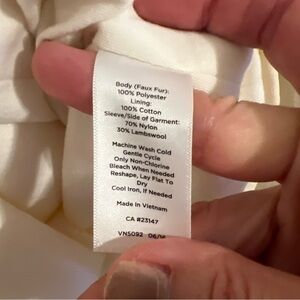 Body (Faux Fur):
100% Polyester
Lining:
100% Cotton
Sleeve/Side of Garment:
70% Nylon
30% Lambswool
Machine Wash Cold
Gentle Cycle
Only Non-Chlorine
Bleach When Needed
Reshape, Lay Flat To
Dry
Cool Iron, if Needed
Made in Vietnam
CA #23147
VN5092